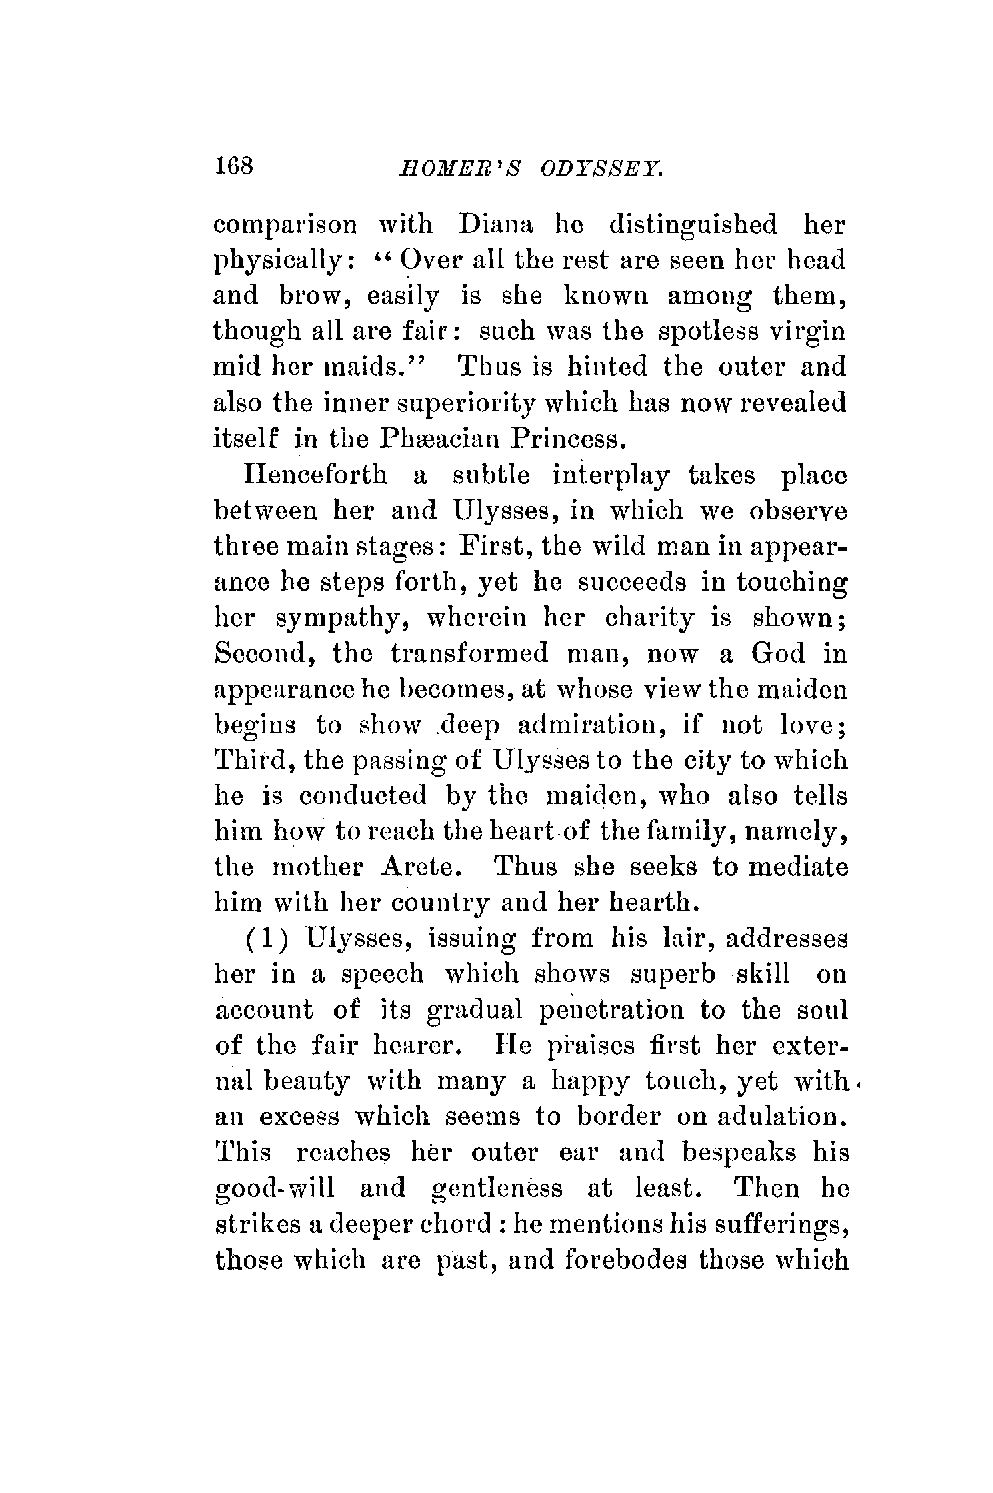 168 HOMER'S ODYSSEY.
comparison with Diana he distinguished her
physically: “Over all the rest are seen her head
and brow, easily is she known among them,
though all are fair: such was the spotless virgin
mid her maids.” Thus is hinted the outer and
also the inner superiority which has now revealed
itself in the Phæacian Princess.
Henceforth a subtle interplay takes place
between her and Ulysses, in which we observe
three main stages: First, the wild man in appear-
ance he steps forth, yet he succeeds in touching
her sympathy, wherein her charity is shown;
Second, the transformed man, now a God in
appearance he becomes, at whose view the maiden
begins to show deep admiration, if not love;
Third, the passing of Ulysses to the city to which
he is conducted by the maiden, who also tells
him how to reach the heart of the family, namely,
the mother Arete. Thus she seeks to mediate
him with her country and her hearth.
(1) Ulysses, issuing from his lair, addresses
her in a speech which shows superb skill on
account of its gradual penetration to the soul
of the fair hearer. He praises first her exter-
nal beauty with many a happy touch, yet with
an excess which seems to border on adulation.
This reaches her outer ear and bespeaks his
good-will and gentleness at least. Then he
strikes a deeper chord : he mentions his sufferings,
those which are past, and forebodes those which